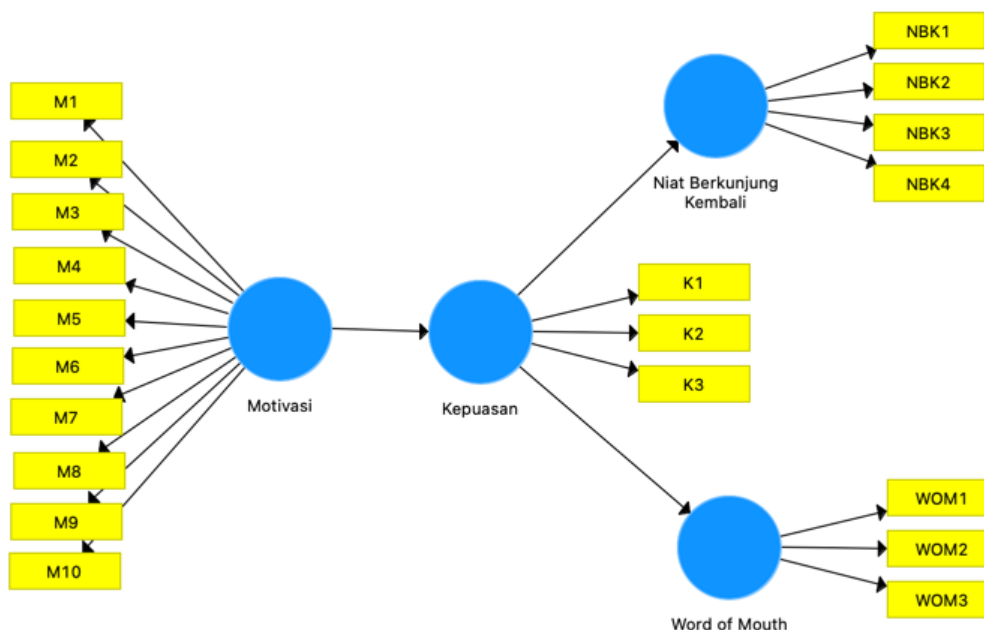 M1
M2
M3
M4
M5
M6
M7
M8
M9
M10
Motivasi
Kepuasan
K1
K2
K3
Niat Berkunjung
Kembali
NBK1
NBK2
NBK3
NBK4
Word of Mouth
WOM1
WOM2
WOM3